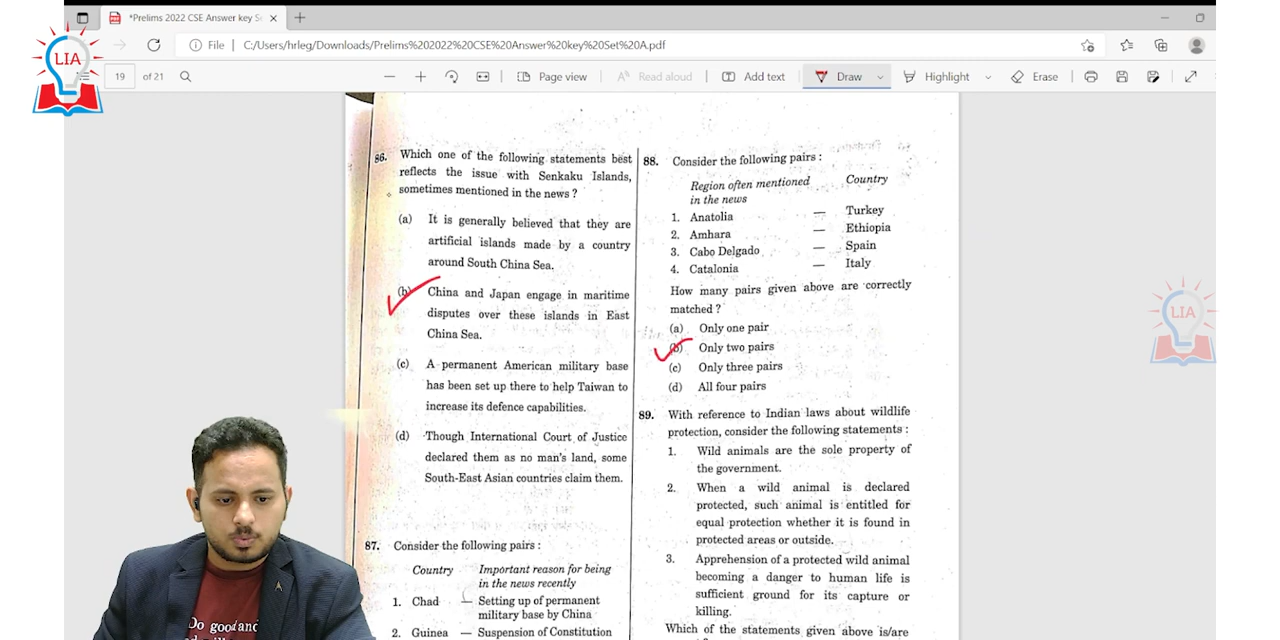 *Prelims 2022 CSE Answer key S
File | C:/Users/hrleg/Downloads/Prelims%202022%20CSE%20Answer%20key%20Set%20A.pdf
19 of 21
Page view
Read aloud
Add text
Draw
Highlight
Erase
LIA
86. Which one of the following statements best
reflects the issue with Senkaku Islands,
sometimes mentioned in the news ?
(a) It is generally believed that they are
artificial islands made by a country
around South China Sea.
(b) China and Japan engage in maritime
disputes over these islands in East
China Sea.
(c) A permanent American military base
has been set up there to help Taiwan to
increase its defence capabilities.
(d) Though International Court of Justice
declared them as no man's land, some
South-East Asian countries claim them.
87. Consider the following pairs :
Country Important reason for being
in the news recently
1. Chad — Setting up of permanent
military base by China
2. Guinea — Suspension of Constitution
88. Consider the following pairs :
Region often mentioned Country
in the news
1. Anatolia — Turkey
2. Amhara — Ethiopia
3. Cabo Delgado — Spain
4. Catalonia — Italy
How many pairs given above are correctly
matched ?
(a) Only one pair
(b) Only two pairs
(c) Only three pairs
(d) All four pairs
89. With reference to Indian laws about wildlife
protection, consider the following statements :
1. Wild animals are the sole property of
the government.
2. When a wild animal is declared
protected, such animal is entitled for
equal protection whether it is found in
protected areas or outside.
3. Apprehension of a protected wild animal
becoming a danger to human life is
sufficient ground for its capture or
killing.
Which of the statements given above is/are
LIA
Do good and